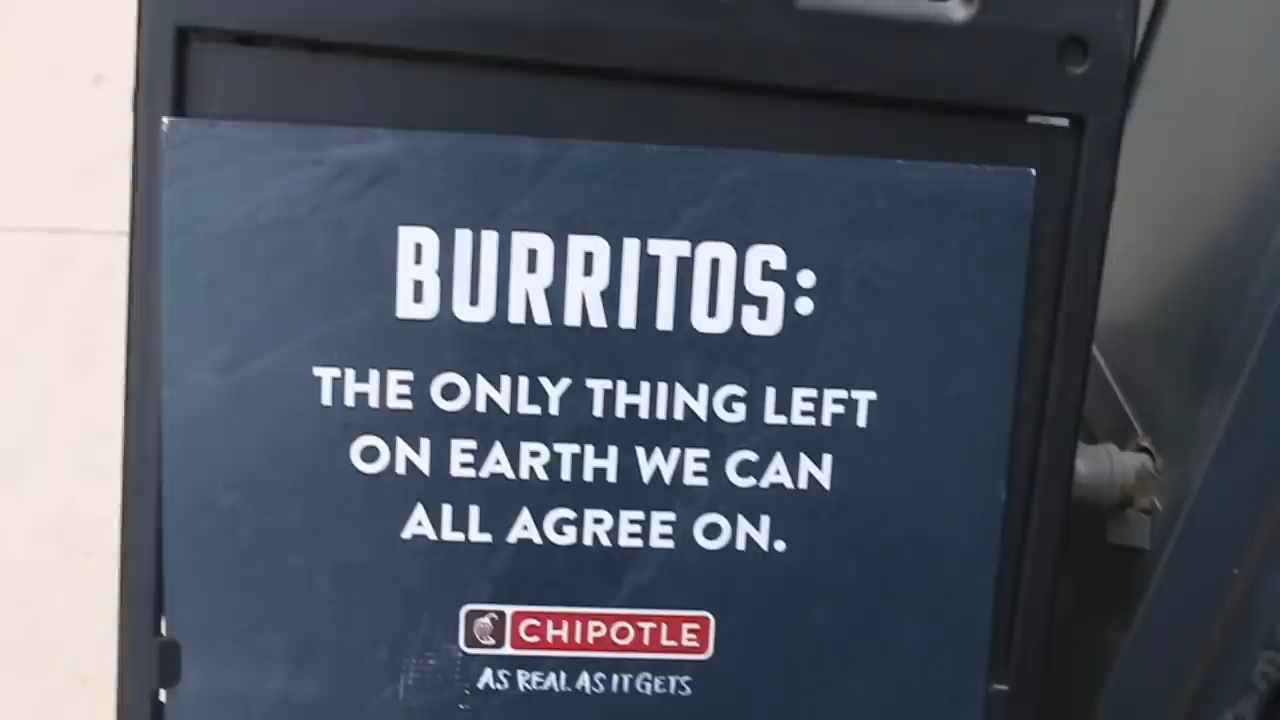 BURRITOS:
THE ONLY THING LEFT
ON EARTH WE CAN
ALL AGREE ON.
CHIPOTLE
AS REAL AS IT GETS